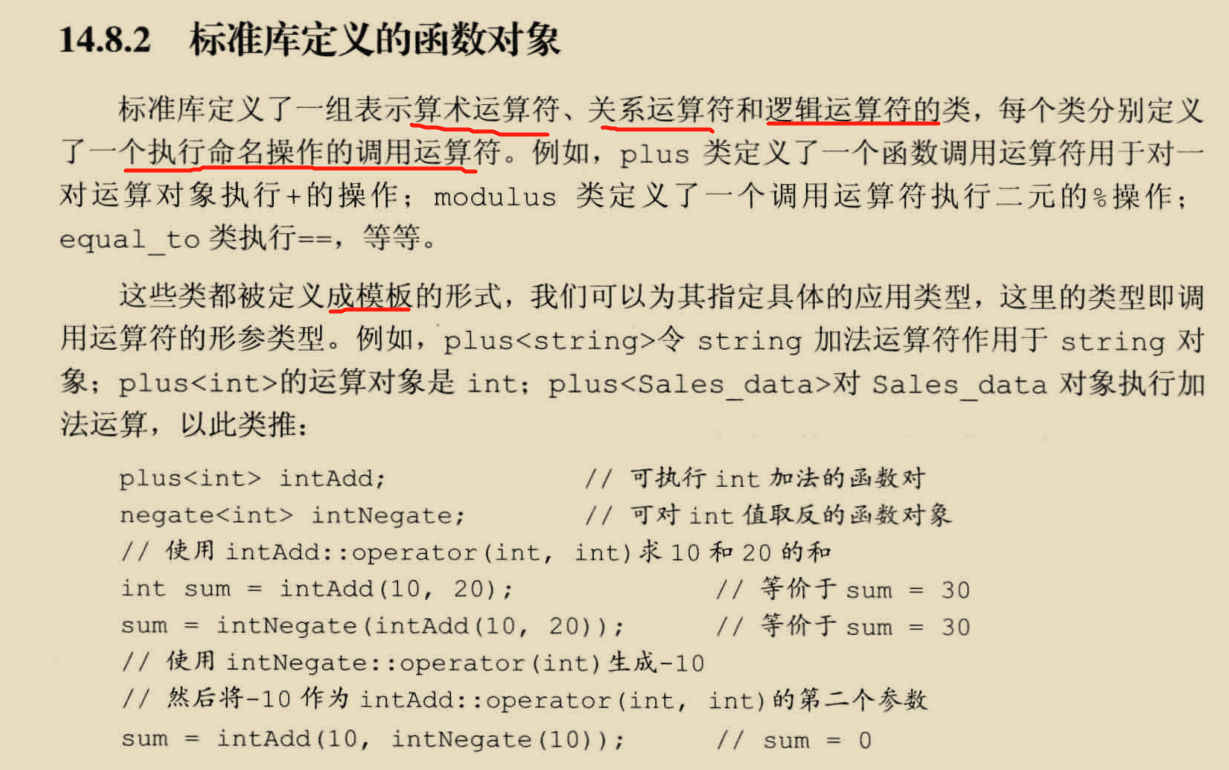 14.8.2 标准库定义的函数对象
标准库定义了一组表示算术运算符、关系运算符和逻辑运算符的类，每个类分别定义
了一个执行命名操作的调用运算符。例如，plus 类定义了一个函数调用运算符用于对一
对运算对象执行+的操作；modulus 类定义了一个调用运算符执行二元的%操作；
equal_to 类执行==，等等。
这些类都被定义成模板的形式，我们可以为其指定具体的应用类型，这里的类型即调
用运算符的形参类型。例如，plus<string>令 string 加法运算符作用于 string 对
象；plus<int>的运算对象是 int；plus<Sales_data>对 Sales_data 对象执行加
法运算，以此类推：
plus<int> intAdd; // 可执行 int 加法的函数对
negate<int> intNegate; // 可对 int 值取反的函数对象
// 使用 intAdd::operator(int, int)求 10 和 20 的和
int sum = intAdd(10, 20); // 等价于 sum = 30
sum = intNegate(intAdd(10, 20)); // 等价于 sum = 30
// 使用 intNegate::operator(int)生成-10
// 然后将-10 作为 intAdd::operator(int, int)的第二个参数
sum = intAdd(10, intNegate(10)); // sum = 0